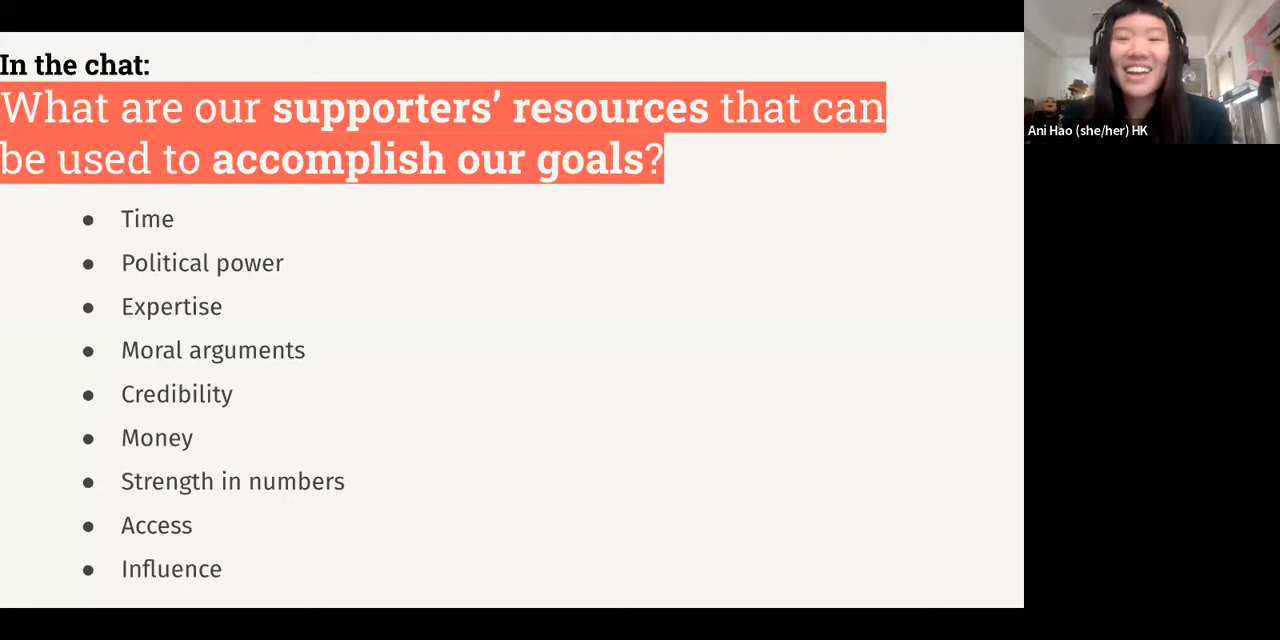 In the chat:
What are our supporters’ resources that can
be used to accomplish our goals?
● Time
● Political power
● Expertise
● Moral arguments
● Credibility
● Money
● Strength in numbers
● Access
● Influence
Ani Hao (she/her) HK